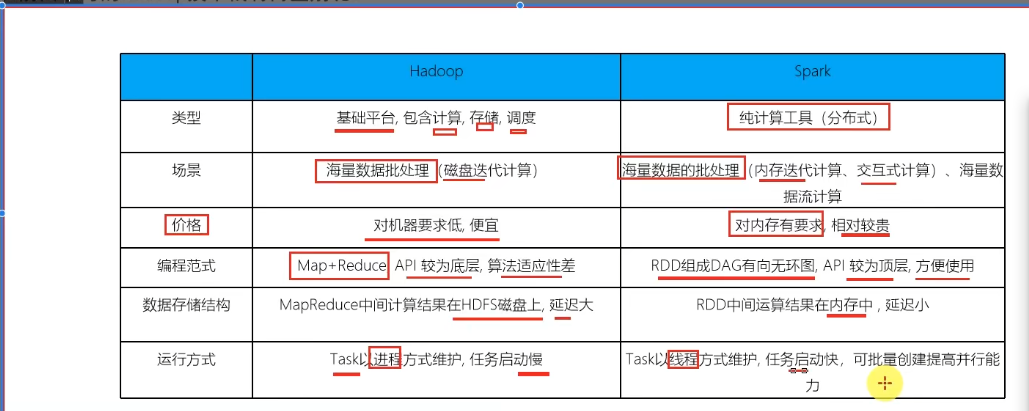 Hadoop
Spark
类型
基础平台, 包含计算, 存储, 调度
纯计算工具（分布式）
场景
海量数据批处理（磁盘迭代计算）
海量数据的批处理（内存迭代计算、交互式计算）、海量数
据流计算
价格
对机器要求低, 便宜
对内存有要求, 相对较贵
编程范式
Map+Reduce, API 较为底层, 算法适应性差
RDD组成DAG有向无环图, API 较为顶层, 方便使用
数据存储结构
MapReduce中间计算结果在HDFS磁盘上, 延迟大
RDD中间运算结果在内存中 , 延迟小
运行方式
Task以进程方式维护, 任务启动慢
Task以线程方式维护, 任务启动快，可批量创建提高并行能
力